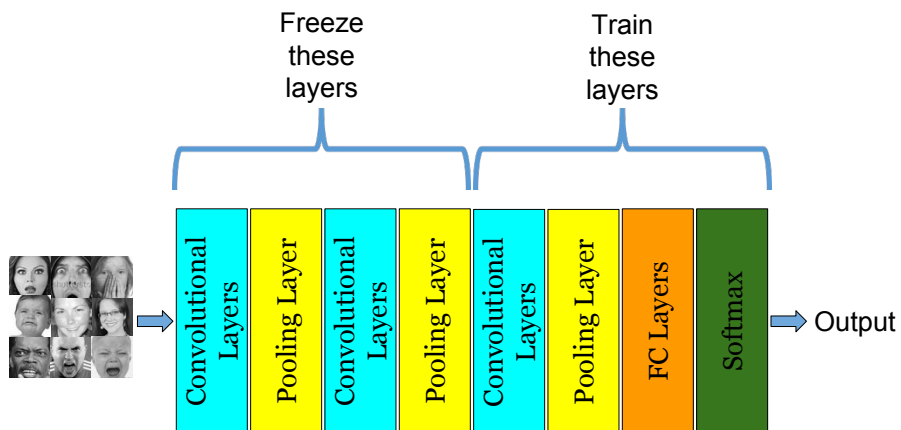 Freeze
these
layers
Train
these
layers
Convolutional
Layers
Pooling Layer
Convolutional
Layers
Pooling Layer
Convolutional
Layers
Pooling Layer
FC Layers
Softmax
Output